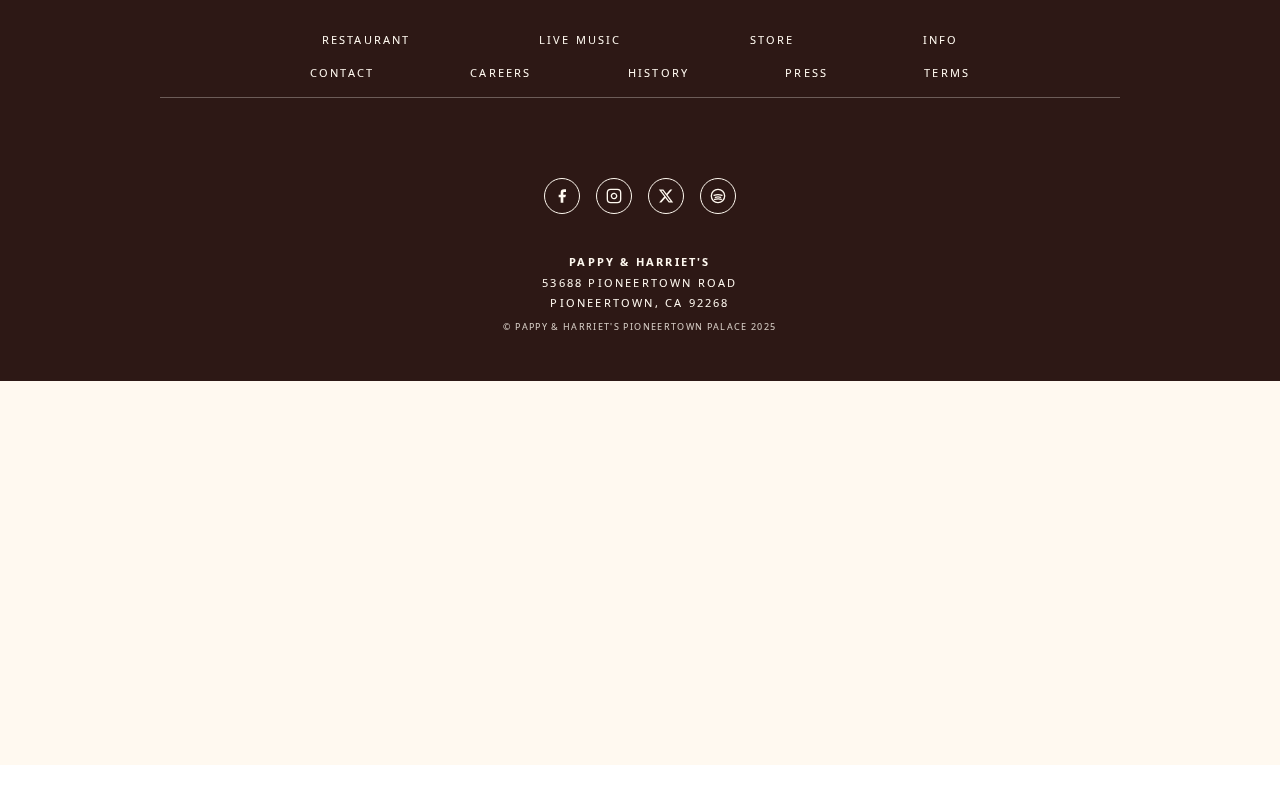 RESTAURANT LIVE MUSIC STORE INFO
CONTACT CAREERS HISTORY PRESS TERMS
PAPPY & HARRIET'S
53688 PIONEERTOWN ROAD
PIONEERTOWN, CA 92268
© PAPPY & HARRIET'S PIONEERTOWN PALACE 2025